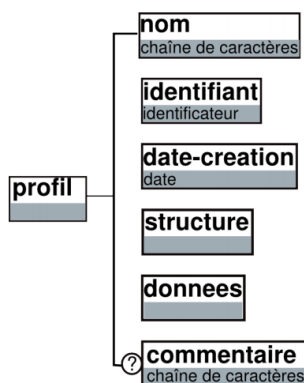 nom
chaîne de caractères
identifiant
identificateur
date-creation
date
profil
structure
donnees
?
commentaire
chaîne de caractères